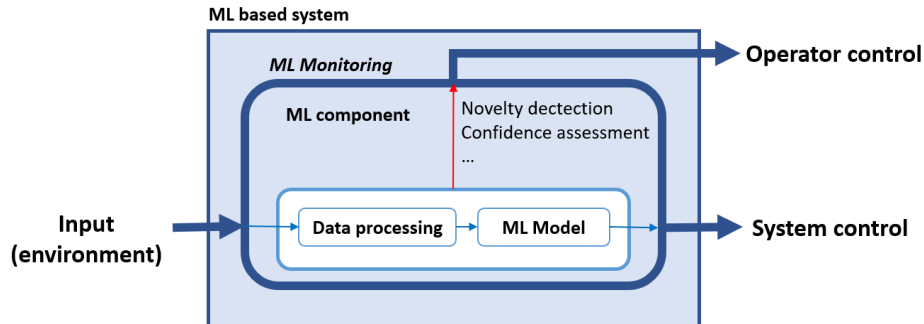 ML based system
ML Monitoring
Operator control
ML component
Novelty dectection
Confidence assessment
...
Input
(environment)
Data processing
ML Model
System control